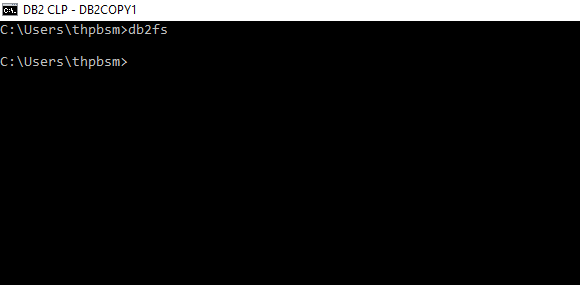 DB2 CLP - DB2COPY1
C:\Users\thpbsm>db2fs
C:\Users\thpbsm>